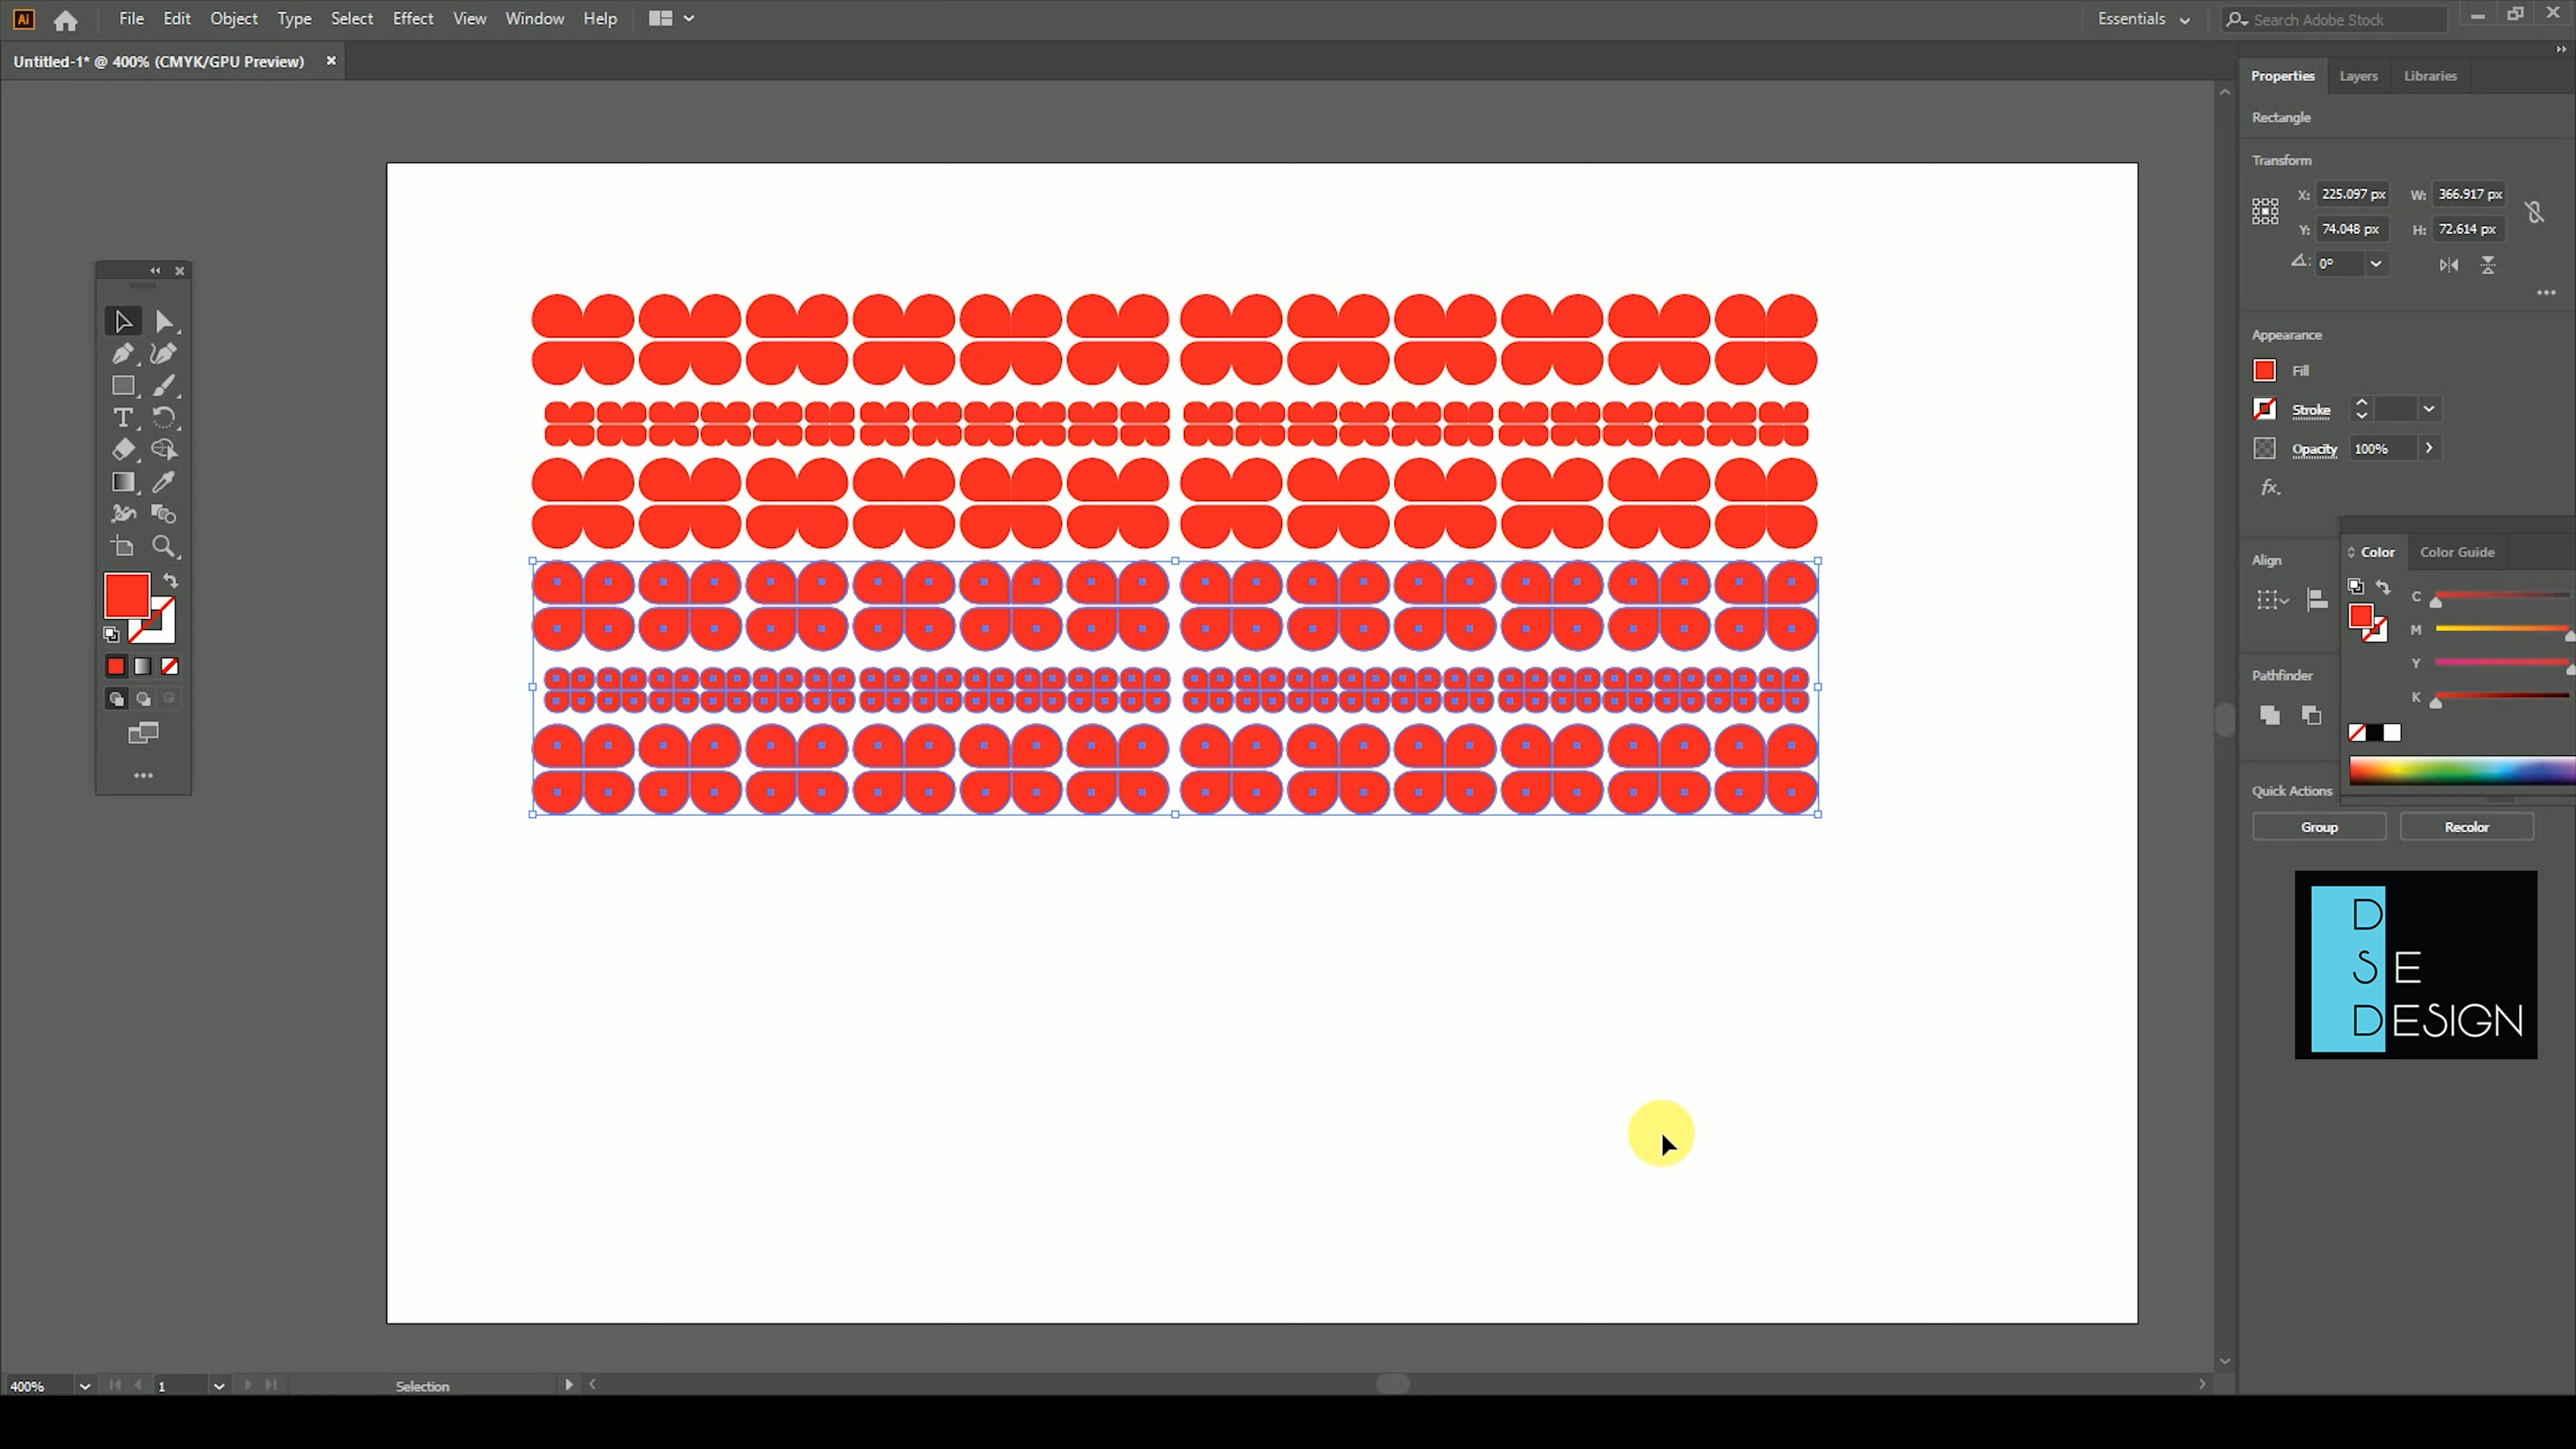 Ai File Edit Object Type Select Effect View Window Help Essentials Search Adobe Stock
Untitled-1* @ 400% (CMYK/GPU Preview)
Properties Layers Libraries
Rectangle
Transform
X: 225.097 px W: 366.917 px
Y: 74.048 px H: 72.614 px
0°
Appearance
Fill
Stroke
Opacity 100%
fx.
Align
Color Color Guide
C
M
Y
K
Pathfinder
Quick Actions
Group Recolor
D
S E
DESIGN
400% 1 Selection